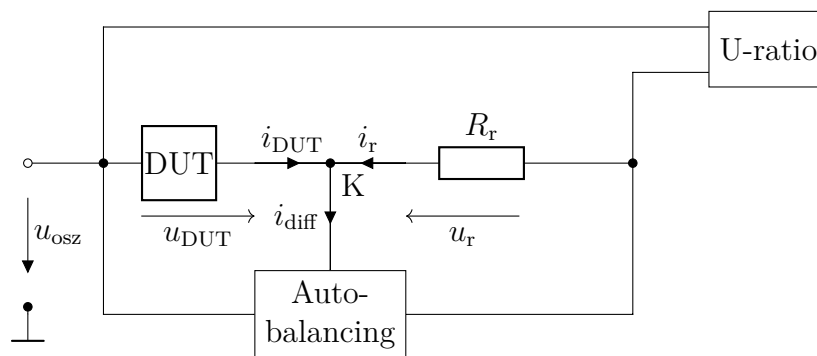 U-ratio
i_DUT
i_r
R_r
DUT
K
u_osz
u_DUT
i_diff
u_r
Auto-
balancing